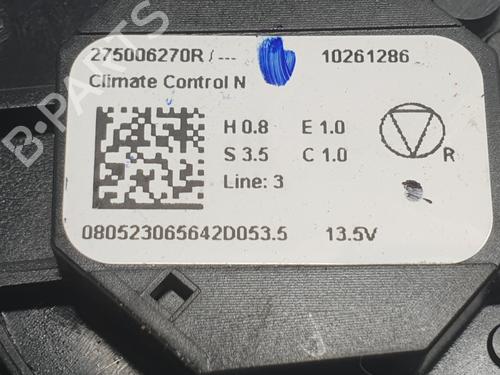 275006270R / ---
10261286
Climate Control N
H 0.8 E 1.0
S 3.5 C 1.0
Line: 3
R
080523065642D053.5 13.5V
B-PARTS